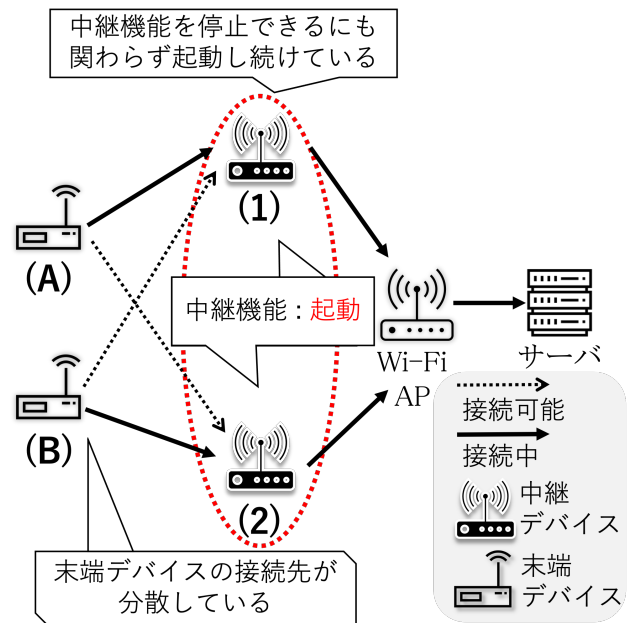 中継機能を停止できるにも
関わらず起動し続けている
(1)
(A)
中継機能：起動
Wi-Fi
AP
サーバ
(B)
(2)
接続可能
接続中
中継
デバイス
末端
デバイス
末端デバイスの接続先が
分散している